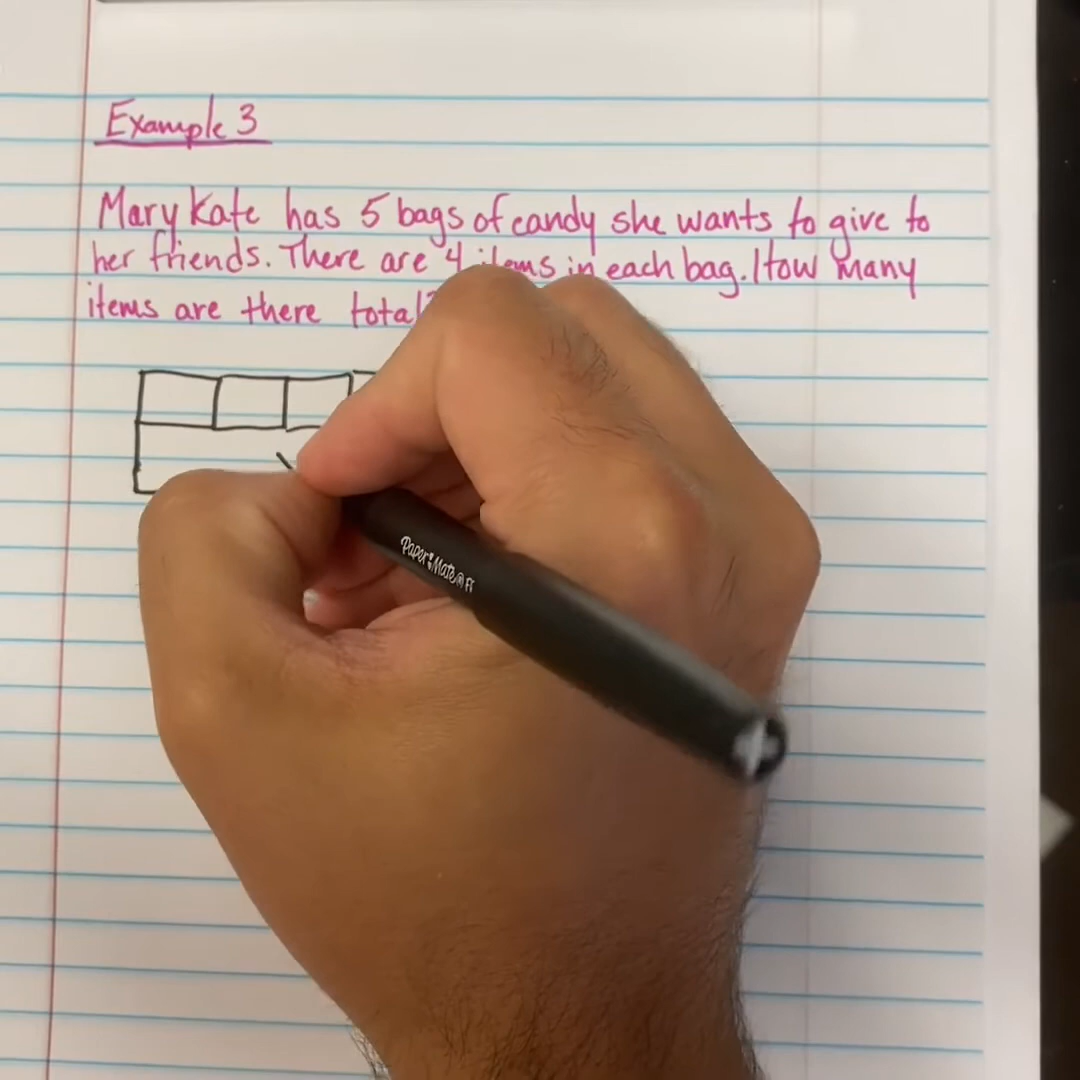 Example 3
Mary Kate has 5 bags of candy she wants to give to
her friends. There are 4 items in each bag. How many
items are there total
Paper Mate